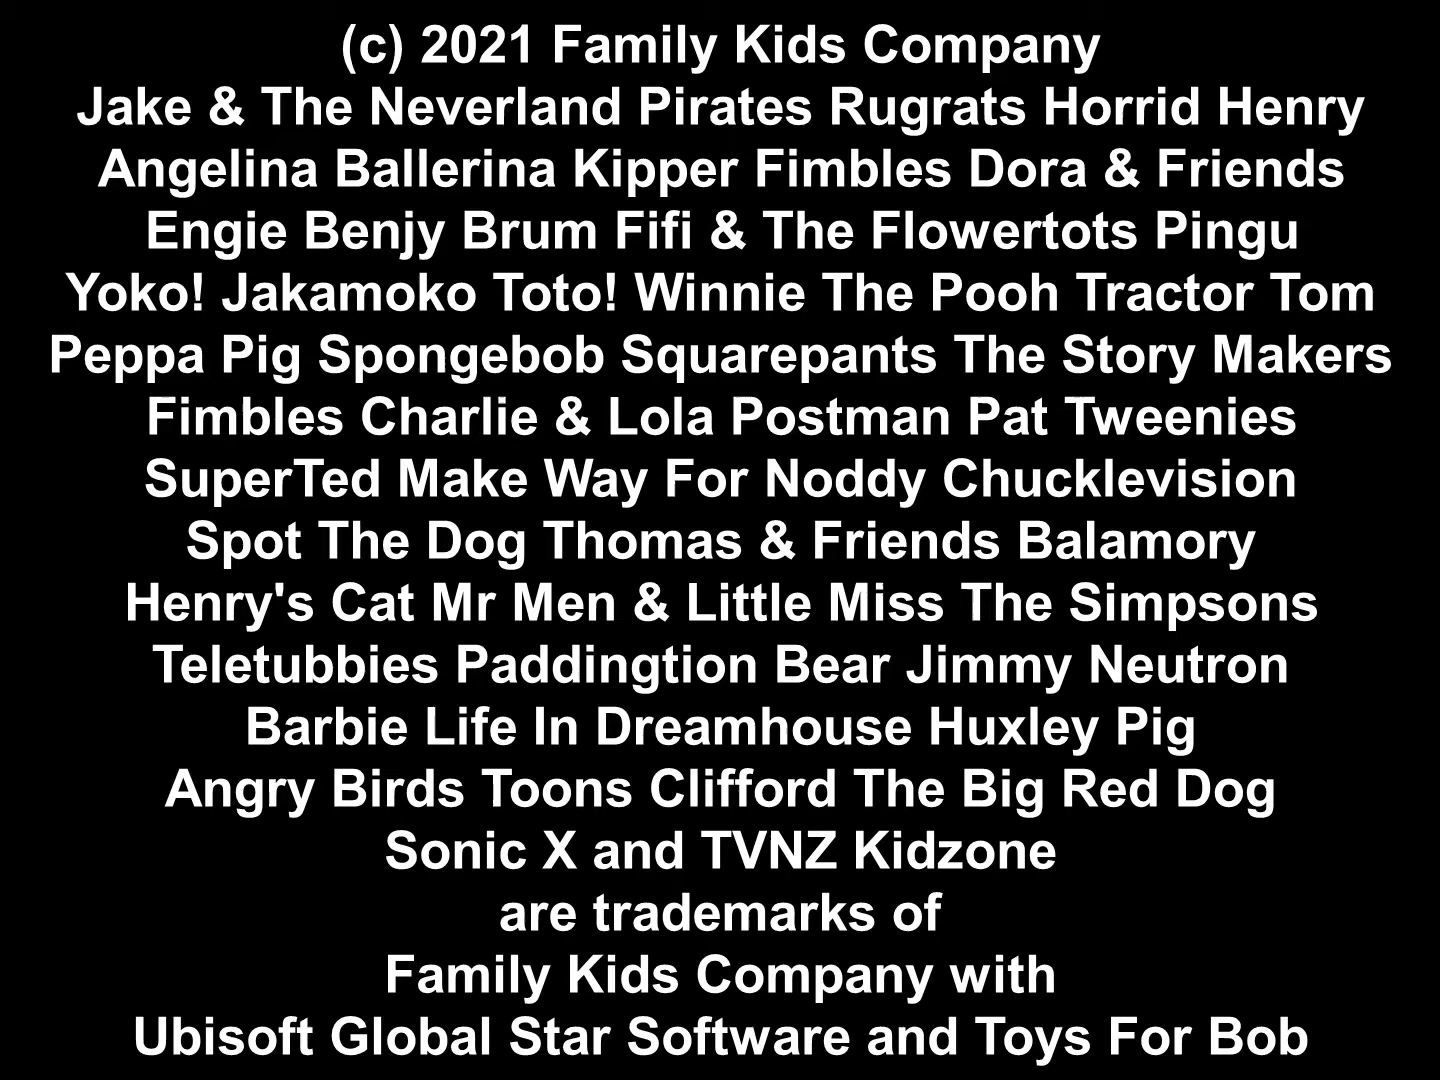 (c) 2021 Family Kids Company
Jake & The Neverland Pirates Rugrats Horrid Henry
Angelina Ballerina Kipper Fimbles Dora & Friends
Engie Benjy Brum Fifi & The Flowertots Pingu
Yoko! Jakamoko Toto! Winnie The Pooh Tractor Tom
Peppa Pig Spongebob Squarepants The Story Makers
Fimbles Charlie & Lola Postman Pat Tweenies
SuperTed Make Way For Noddy Chucklevision
Spot The Dog Thomas & Friends Balamory
Henry's Cat Mr Men & Little Miss The Simpsons
Teletubbies Paddingtion Bear Jimmy Neutron
Barbie Life In Dreamhouse Huxley Pig
Angry Birds Toons Clifford The Big Red Dog
Sonic X and TVNZ Kidzone
are trademarks of
Family Kids Company with
Ubisoft Global Star Software and Toys For Bob